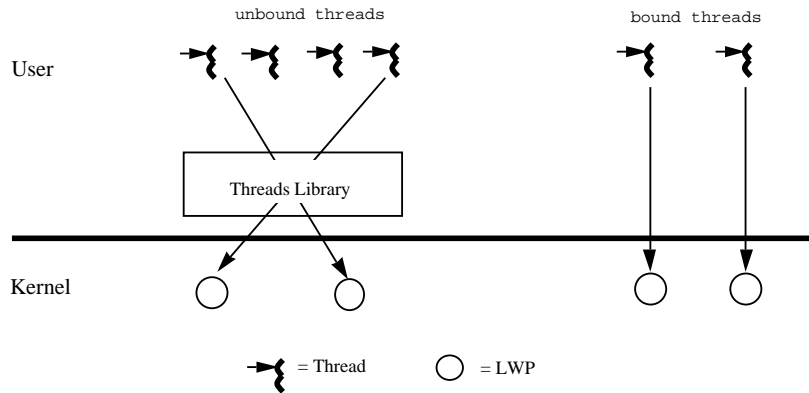 unbound threads
bound threads
User
Threads Library
Kernel
= Thread
= LWP